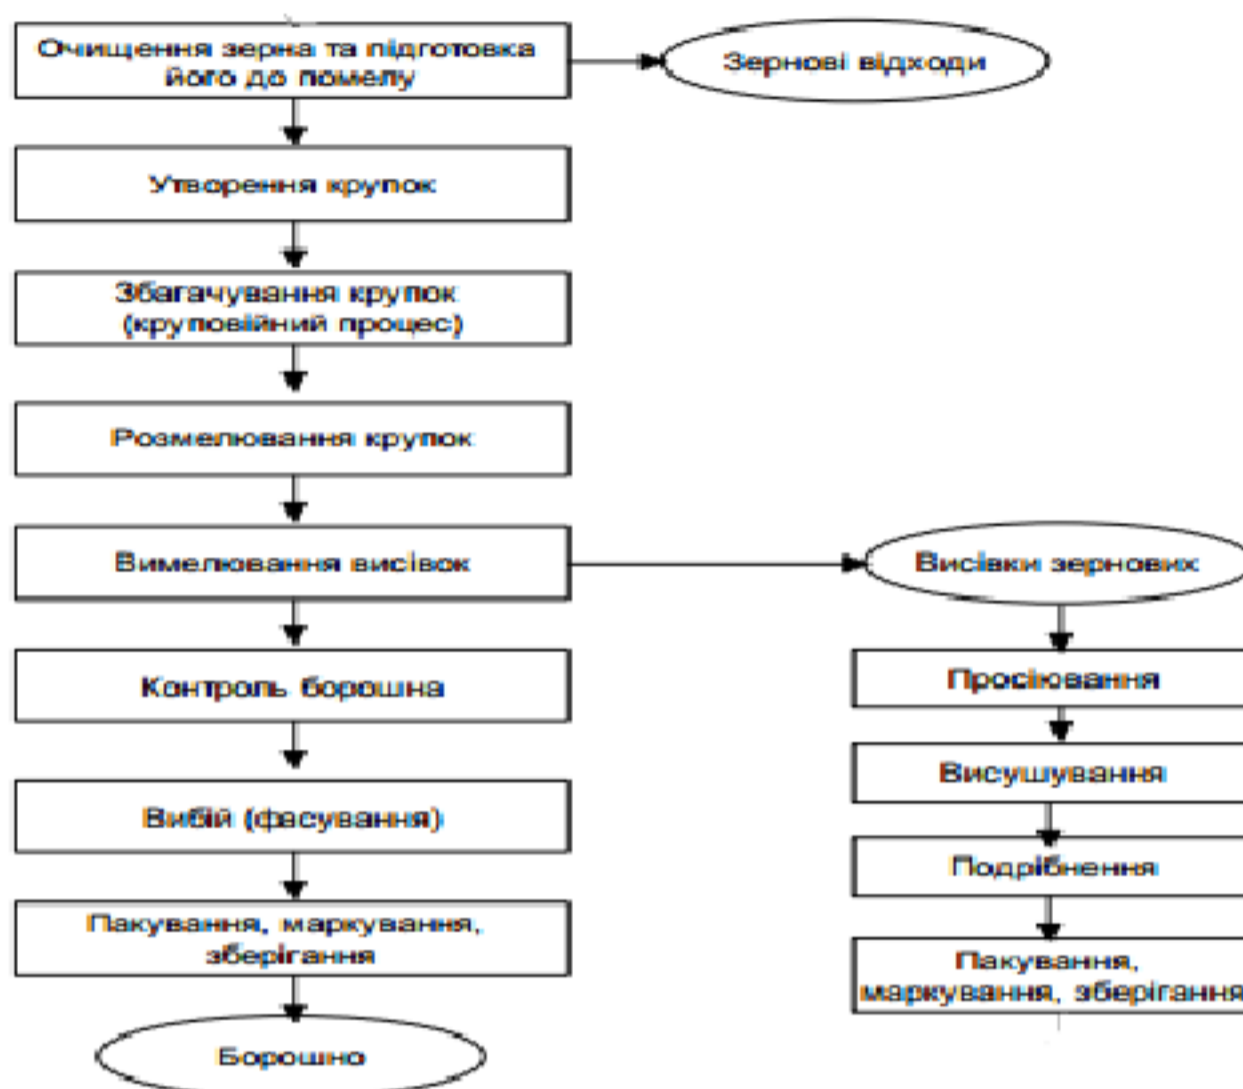 Очищення зерна та підготовка
його до помелу
Зернові відходи
Утворення крупок
Збагачування крупок
(круповійний процес)
Розмелювання крупок
Вимелювання висівок
Висівки зернових
Контроль борошна
Просіювання
Висушування
Вибій (фасування)
Подрібнення
Пакування, маркування,
зберігання
Пакування,
маркування, зберігання
Борошно